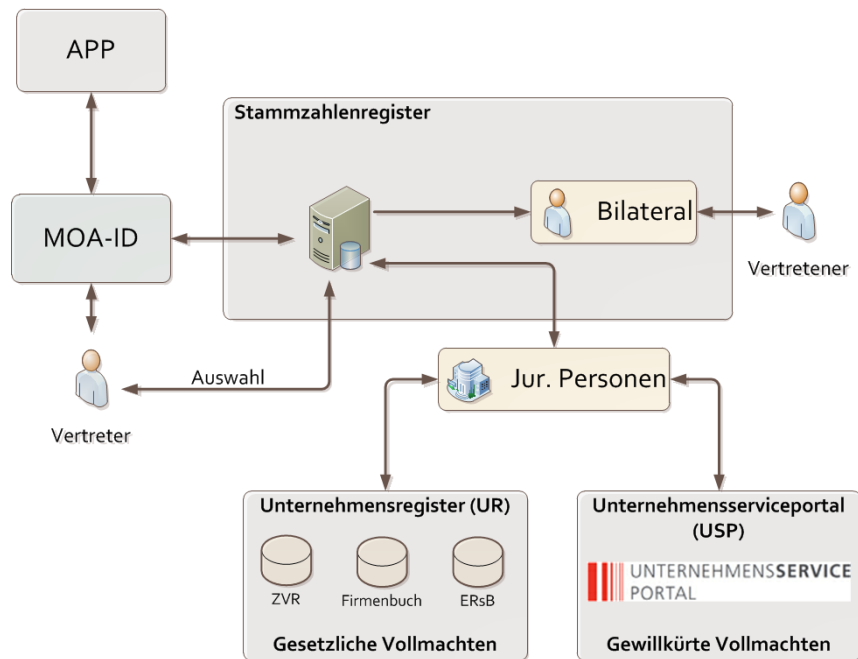 APP
Stammzahlenregister
MOA-ID
Bilateral
Vertretener
Auswahl
Vertreter
Jur. Personen
Unternehmensregister (UR)
ZVR
Firmenbuch
ERsB
Gesetzliche Vollmachten
Unternehmensserviceportal
(USP)
UNTERNEHMENSSERVICE
PORTAL
Gewillkürte Vollmachten